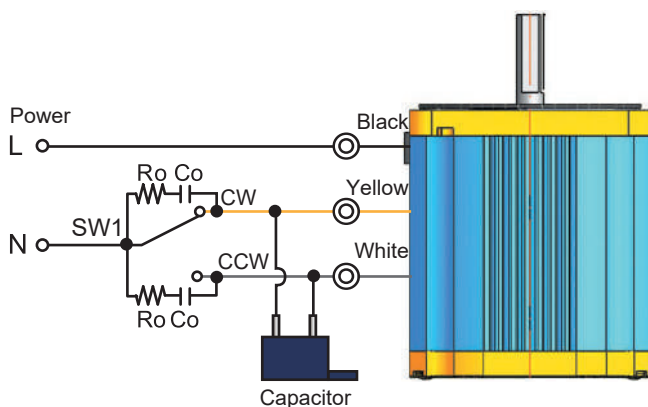 Power
L
Black
Ro Co
CW
Yellow
SW1
N
CCW
White
Ro Co
Capacitor